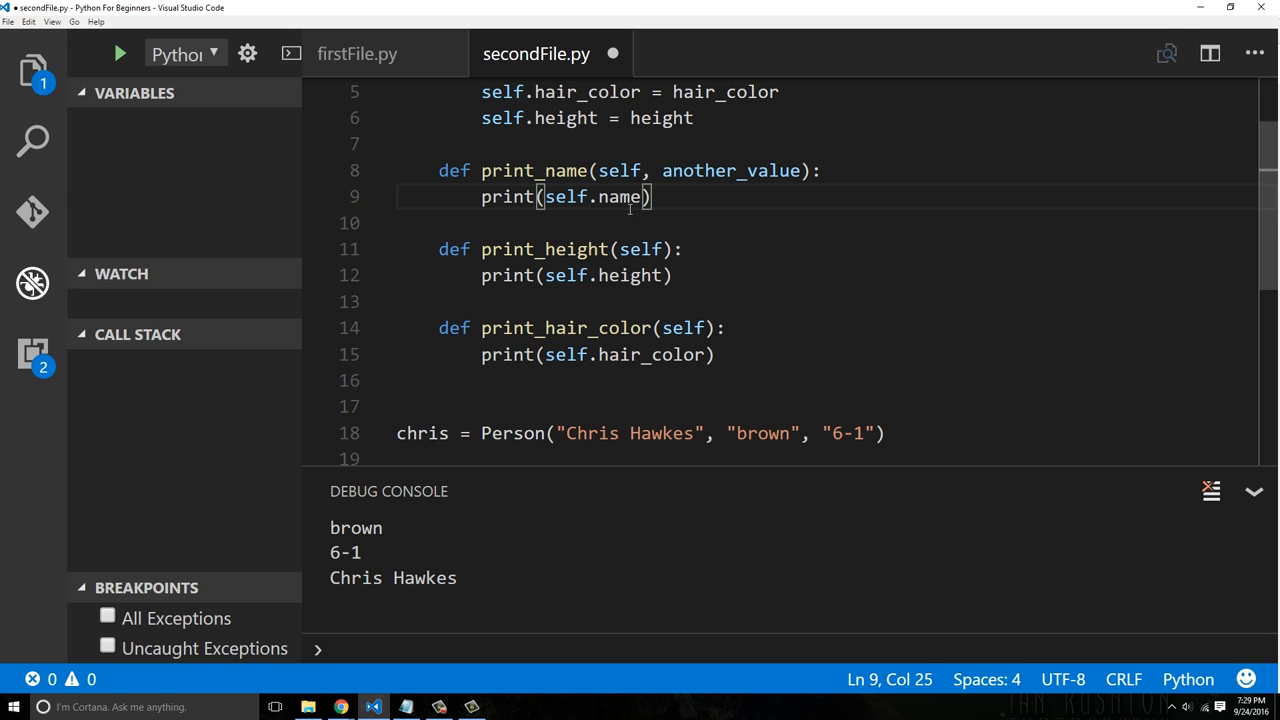 ● secondFile.py - Python For Beginners - Visual Studio Code
File Edit View Go Help
Python
firstFile.py
secondFile.py
1
2
VARIABLES
WATCH
CALL STACK
BREAKPOINTS
All Exceptions
Uncaught Exceptions
5 self.hair_color = hair_color
6 self.height = height
7
8 def print_name(self, another_value):
9 print(self.name)
10
11 def print_height(self):
12 print(self.height)
13
14 def print_hair_color(self):
15 print(self.hair_color)
16
17
18 chris = Person("Chris Hawkes", "brown", "6-1")
19
DEBUG CONSOLE
brown
6-1
Chris Hawkes
0 0
Ln 9, Col 25 Spaces: 4 UTF-8 CRLF Python
I'm Cortana. Ask me anything.
7:29 PM
9/24/2016